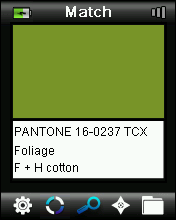 Match
PANTONE 16-0237 TCX
Foliage
F + H cotton